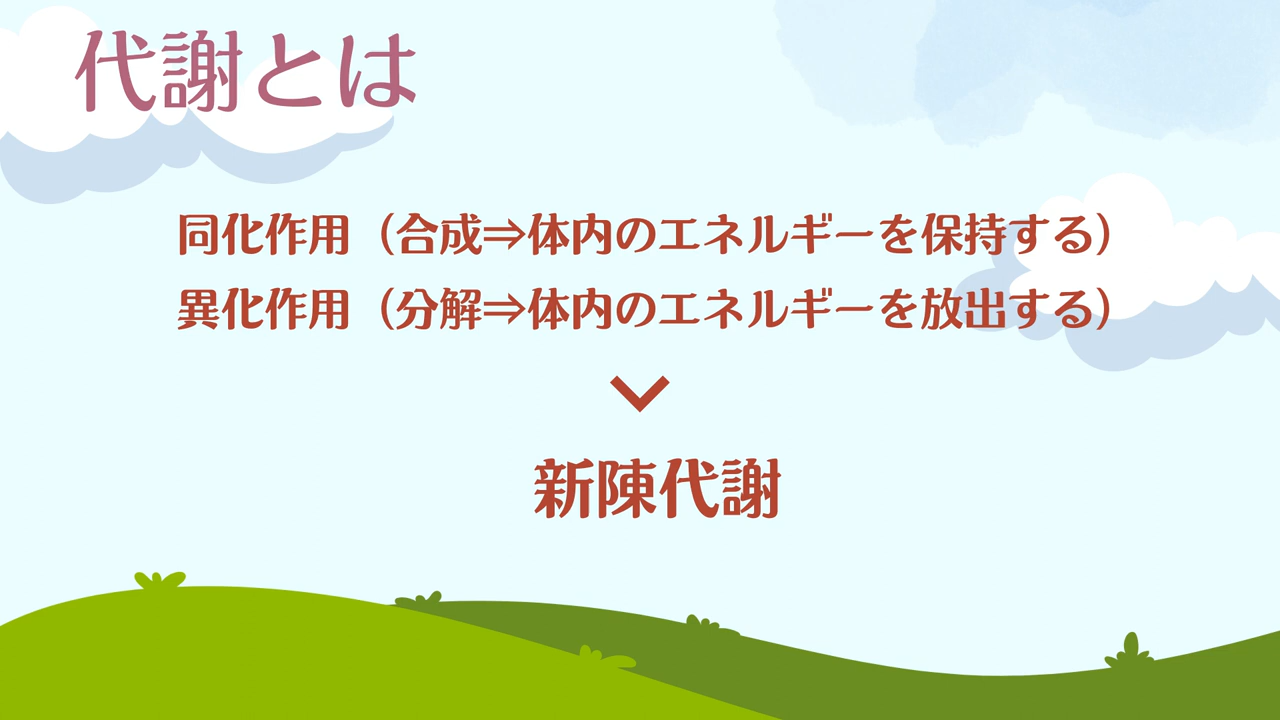 代謝とは
同化作用（合成⇒体内のエネルギーを保持する）
異化作用（分解⇒体内のエネルギーを放出する）
新陳代謝